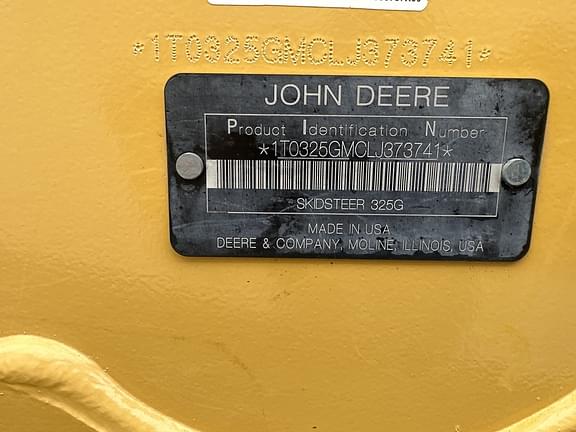 *1T0325GMCLJ373741*
JOHN DEERE
Product Identification Number
*1T0325GMCLJ373741*
SKIDSTEER 325G
MADE IN USA
DEERE & COMPANY, MOLINE, ILLINOIS, USA